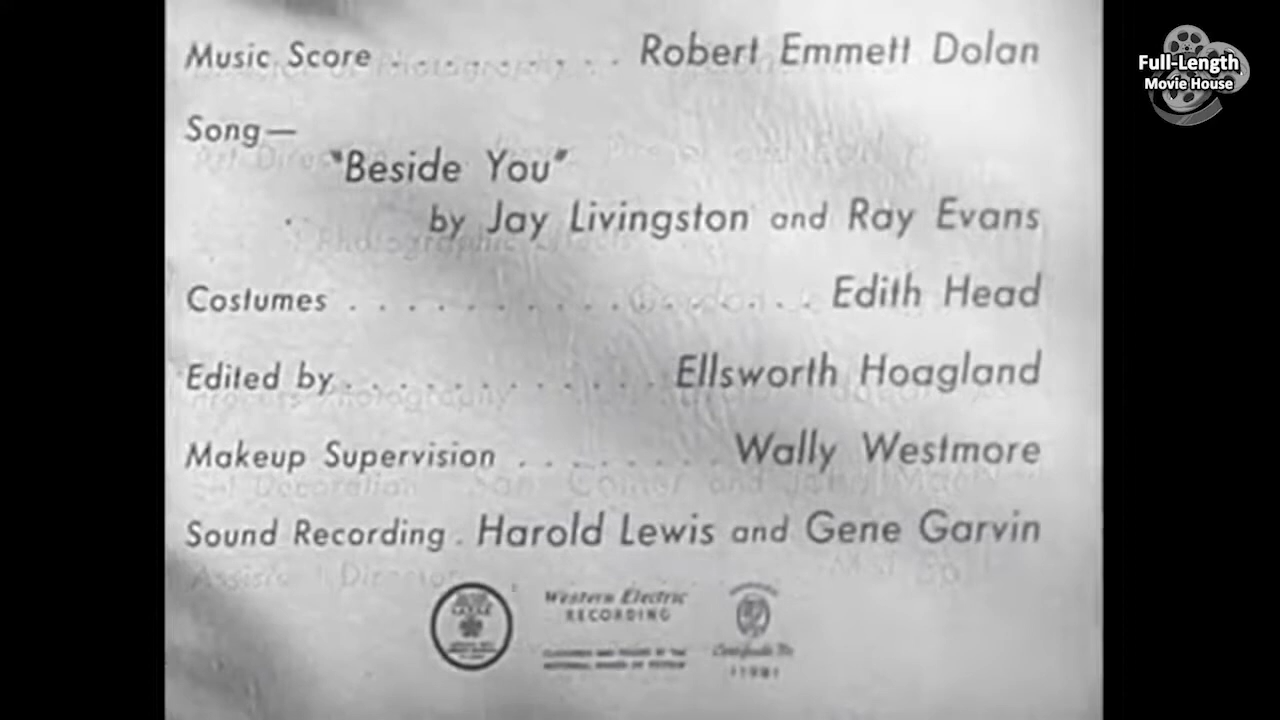 Music Score . . . . . . . . . . Robert Emmett Dolan
Full-Length
Movie House
Song—
"Beside You"
by Jay Livingston and Ray Evans
Costumes . . . . . . . . . . . . . . . . Edith Head
Edited by . . . . . . . . . . . . Ellsworth Hoagland
Makeup Supervision . . . . . . . . Wally Westmore
Sound Recording . Harold Lewis and Gene Garvin
Western Electric
RECORDING